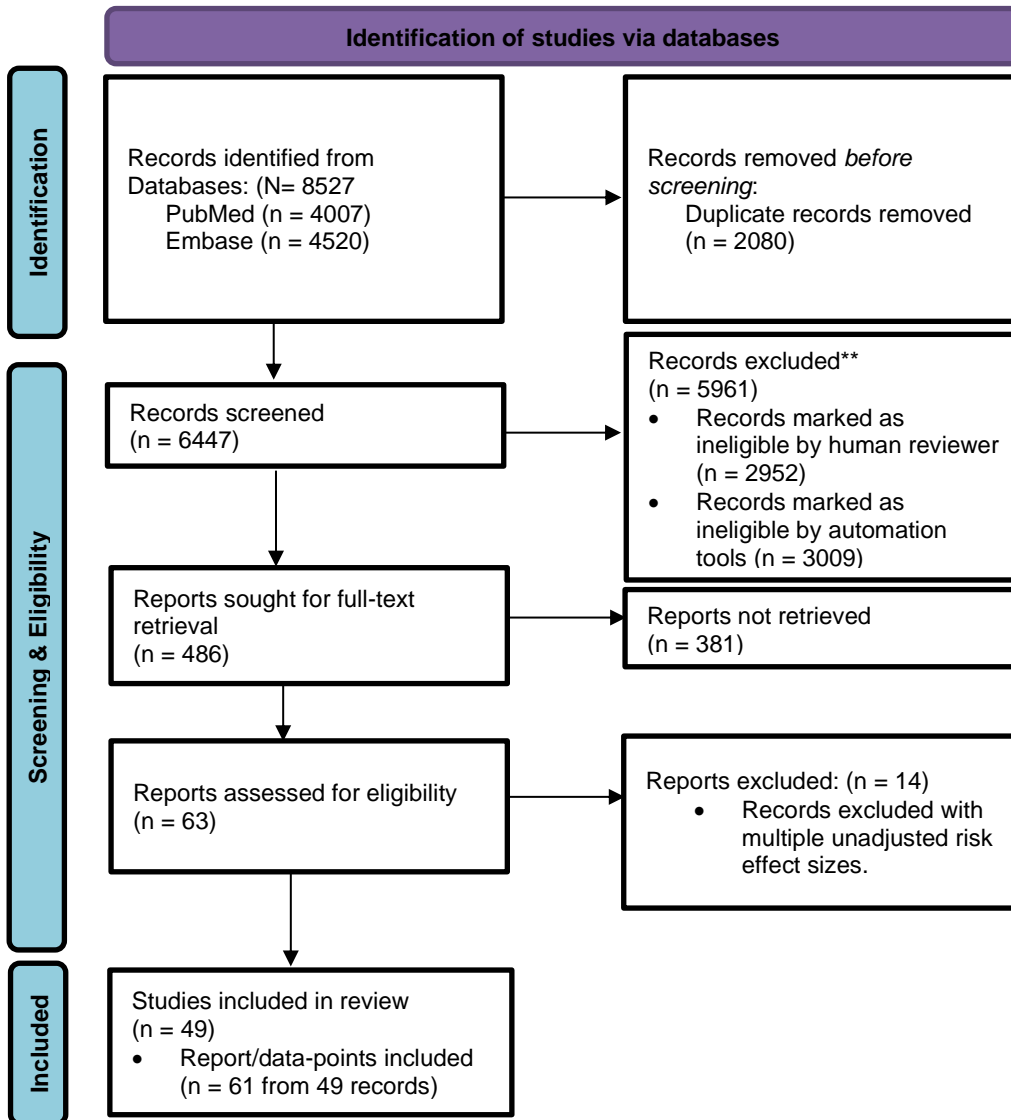 Identification of studies via databases
Identification
Records identified from
Databases: (N= 8527
PubMed (n = 4007)
Embase (n = 4520)
Records removed before
screening:
Duplicate records removed
(n = 2080)
Screening & Eligibility
Records screened
(n = 6447)
Records excluded**
(n = 5961)
• Records marked as
ineligible by human reviewer
(n = 2952)
• Records marked as
ineligible by automation
tools (n = 3009)
Reports sought for full-text
retrieval
(n = 486)
Reports not retrieved
(n = 381)
Reports assessed for eligibility
(n = 63)
Reports excluded: (n = 14)
• Records excluded with
multiple unadjusted risk
effect sizes.
Included
Studies included in review
(n = 49)
• Report/data-points included
(n = 61 from 49 records)